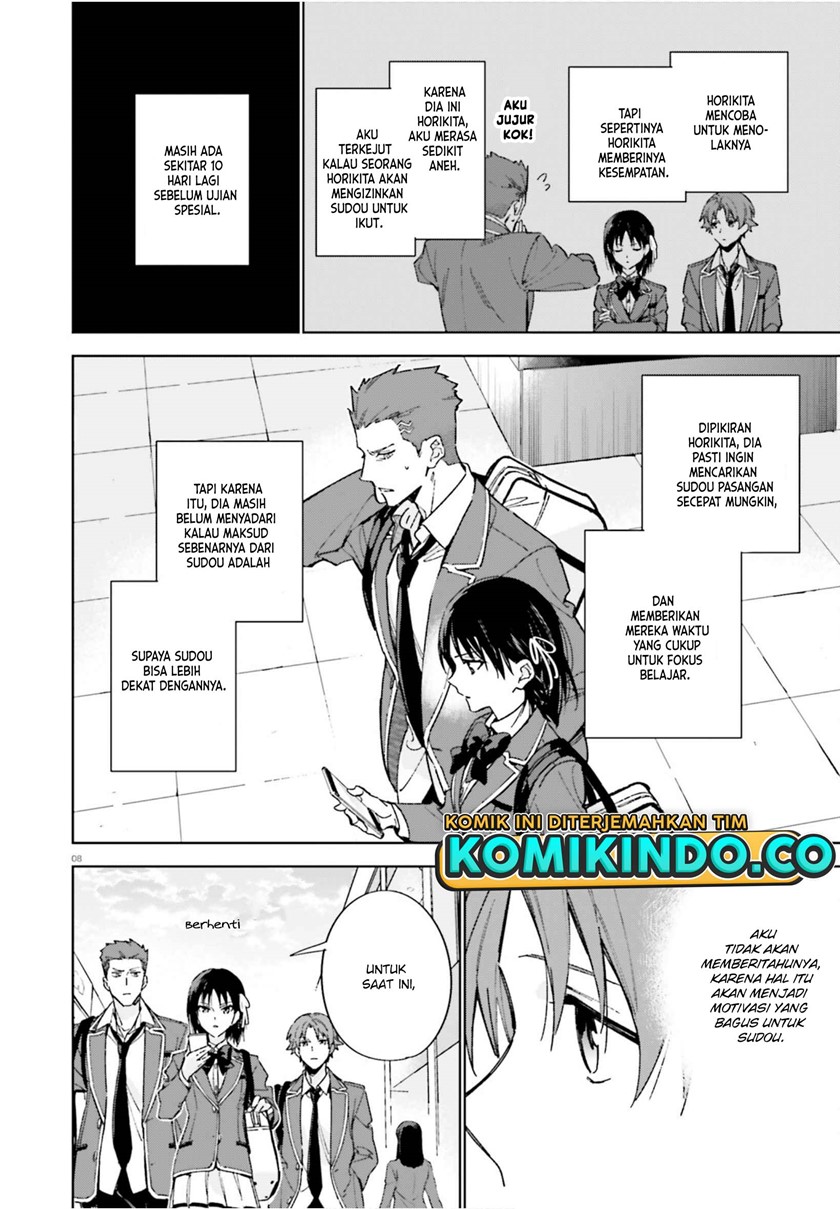 HORIKITA
MENCOBA
UNTUK MENO-
LAKNYA
TAPI
SEPERTINYA
HORIKITA
MEMBERINYA
KESEMPATAN.
AKU
JUJUR
KOK!
KARENA
DIA INI
HORIKITA,
AKU MERASA
SEDIKIT
ANEH.
AKU
TERKEJUT
KALAU SEORANG
HORIKITA AKAN
MENGIZINKAN
SUDOU UNTUK
IKUT.
MASIH ADA
SEKITAR 10
HARI LAGI
SEBELUM UJIAN
SPESIAL.
DIPIKIRAN
HORIKITA, DIA
PASTI INGIN
MENCARIKAN
SUDOU PASANGAN
SECEPAT MUNGKIN,
DAN
MEMBERIKAN
MEREKA WAKTU
YANG CUKUP
UNTUK FOKUS
BELAJAR.
TAPI KARENA
ITU, DIA MASIH
BELUM MENYADARI
KALAU MAKSUD
SEBENARNYA DARI
SUDOU ADALAH
SUPAYA SUDOU
BISA LEBIH
DEKAT DENGANNYA.
KOMIK INI DITERJEMAHKAN TIM
KOMIKINDO.CO
08
AKU
TIDAK AKAN
MEMBERITAHUNYA,
KARENA HAL ITU
AKAN MENJADI
MOTIVASI YANG
BAGUS UNTUK
SUDOU.
UNTUK
SAAT INI,
Berhenti